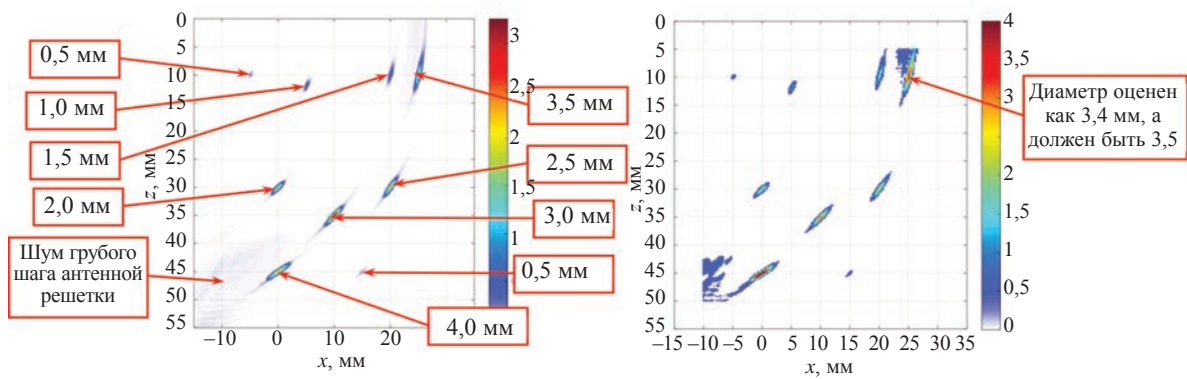 0,5 мм
1,0 мм
1,5 мм
2,0 мм
Шум грубого
шага антенной
решетки
0
5
10
15
20
25
30
35
40
45
50
55
z, мм
−10
0
10
20
x, мм
3,5 мм
2,5 мм
3,0 мм
0,5 мм
4,0 мм
3
2,5
2
1,5
1
0
5
10
15
20
25
30
35
40
45
50
55
z, мм
−15
−10
−5
0
5
10
15
20
25
30
35
x, мм
4
3,5
3
2,5
2
1,5
1
0,5
0
Диаметр оценен
как 3,4 мм, а
должен быть 3,5